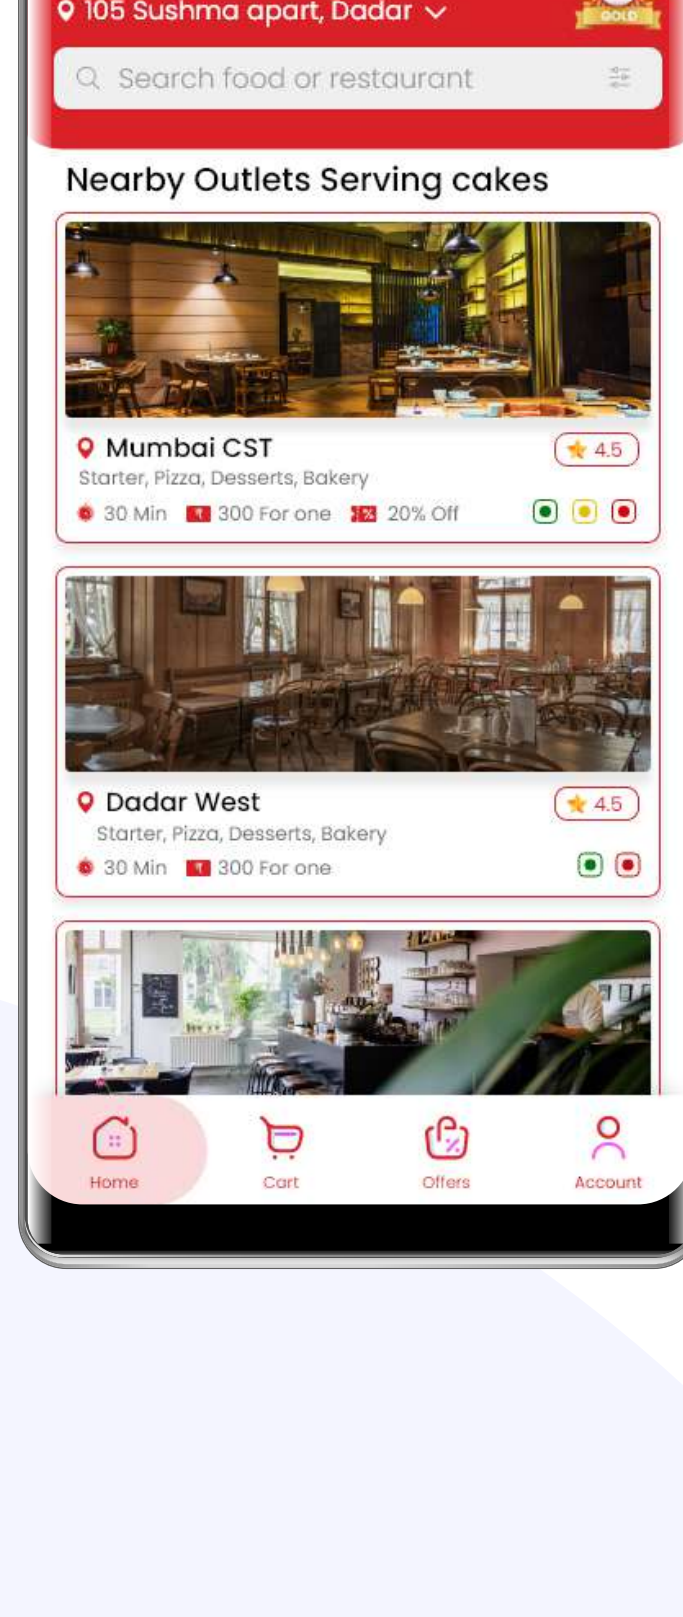 105 Sushma apart, Dadar
GOLD
Search food or restaurant
Nearby Outlets Serving cakes
Mumbai CST
4.5
Starter, Pizza, Desserts, Bakery
30 Min ₹ 300 For one % 20% Off
Dadar West
4.5
Starter, Pizza, Desserts, Bakery
30 Min ₹ 300 For one
Home Cart Offers Account